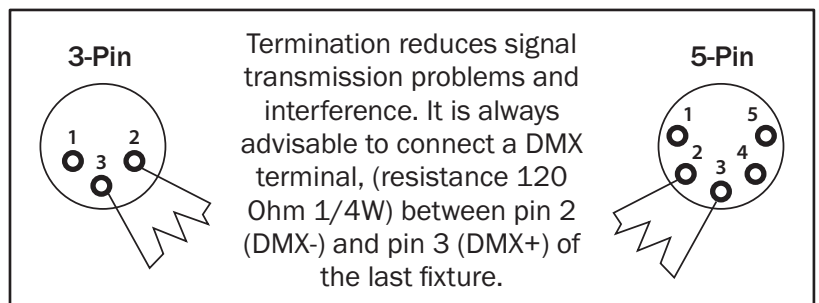 3-Pin
1
2
3
Termination reduces signal
transmission problems and
interference. It is always
advisable to connect a DMX
terminal, (resistance 120
Ohm 1/4W) between pin 2
(DMX-) and pin 3 (DMX+) of
the last fixture.
5-Pin
1
5
2
4
3